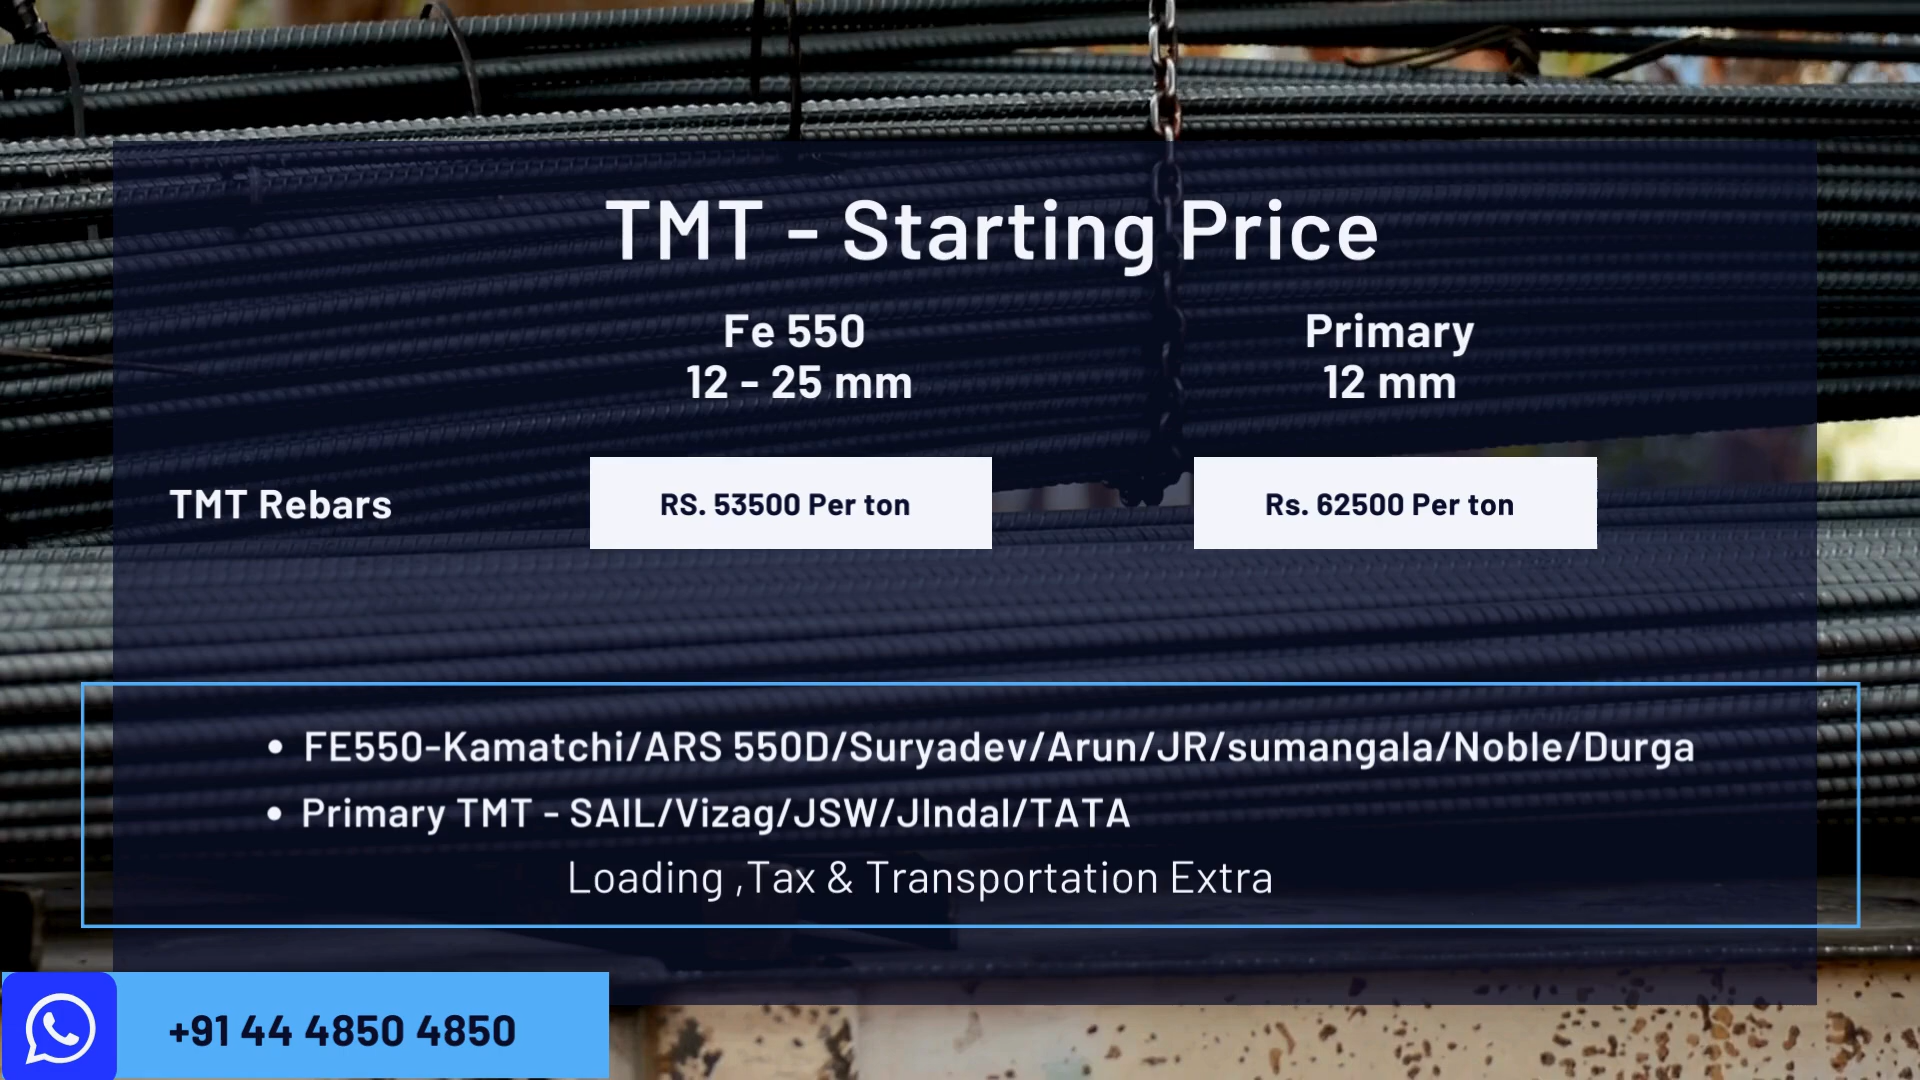 TMT - Starting Price
Fe 550
12 - 25 mm
Primary
12 mm
TMT Rebars
RS. 53500 Per ton
Rs. 62500 Per ton
• FE550-Kamatchi/ARS 550D/Suryadev/Arun/JR/sumangala/Noble/Durga
• Primary TMT - SAIL/Vizag/JSW/JIndal/TATA
Loading ,Tax & Transportation Extra
+91 44 4850 4850